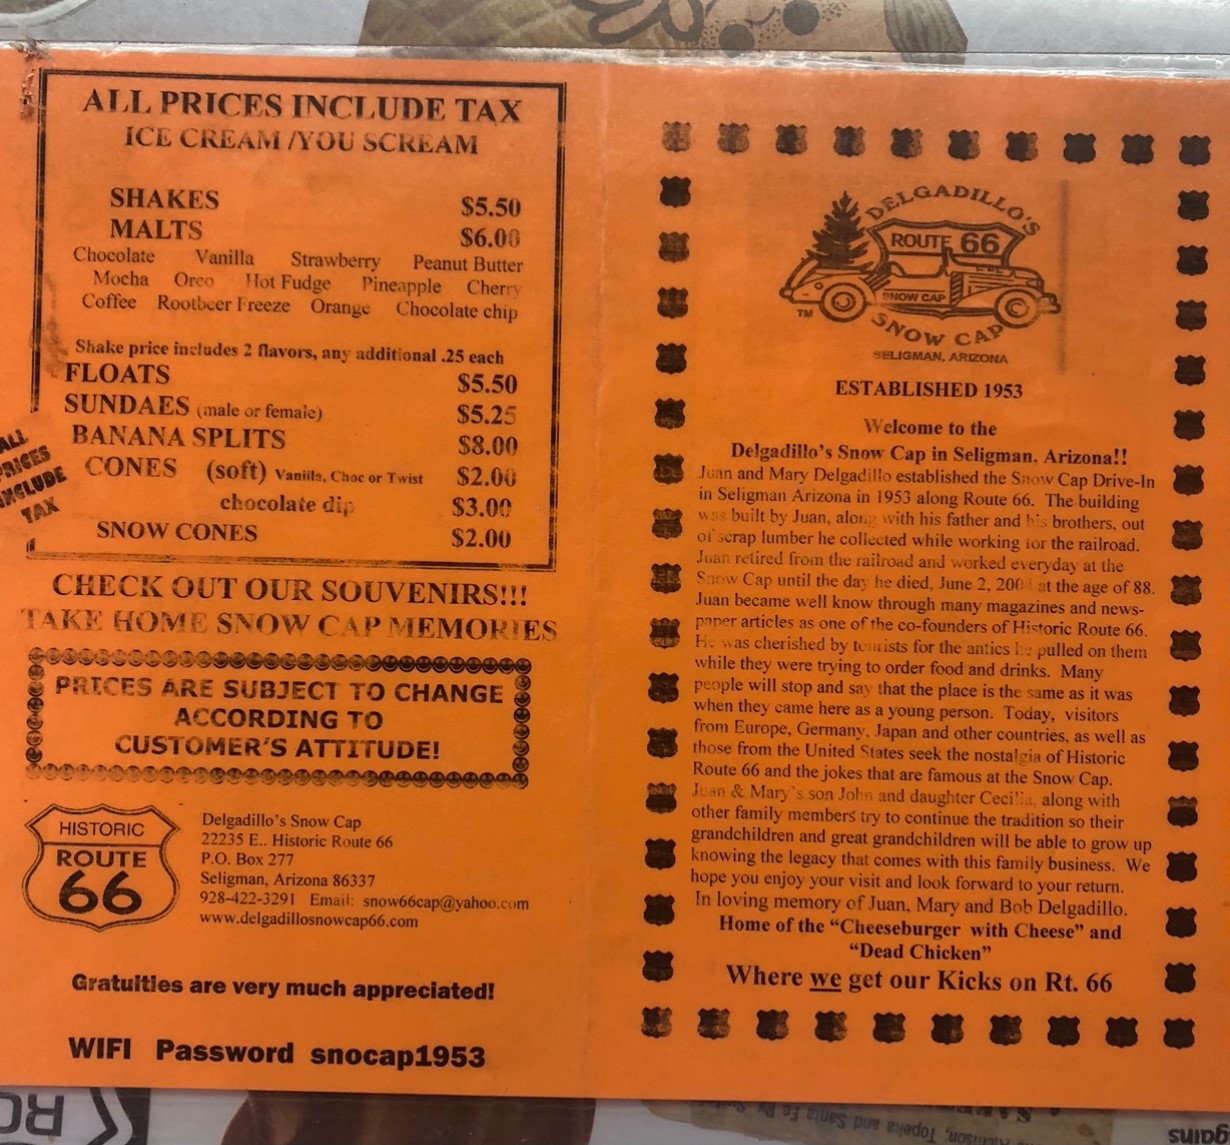 ALL PRICES INCLUDE TAX
ICE CREAM /YOU SCREAM
SHAKES $5.50
MALTS $6.00
Chocolate Vanilla Strawberry Peanut Butter
Mocha Oreo Hot Fudge Pineapple Cherry
Coffee Rootbeer Freeze Orange Chocolate chip
Shake price includes 2 flavors, any additional .25 each
FLOATS $5.50
SUNDAES (male or female) $5.25
BANANA SPLITS $8.00
CONES (soft) Vanilla, Choc or Twist $2.00
chocolate dip $3.00
SNOW CONES $2.00
ALL
PRICES
INCLUDE
TAX
CHECK OUT OUR SOUVENIRS!!!
TAKE HOME SNOW CAP MEMORIES
PRICES ARE SUBJECT TO CHANGE
ACCORDING TO
CUSTOMER'S ATTITUDE!
HISTORIC
ROUTE
66
Delgadillo's Snow Cap
22235 E.. Historic Route 66
P.O. Box 277
Seligman, Arizona 86337
928-422-3291 Email: snow66cap@yahoo.com
www.delgadillosnowcap66.com
Gratuities are very much appreciated!
WIFI Password snocap1953
DELGADILLO'S
ROUTE 66
SNOW CAP
TM
SNOW CAP
SELIGMAN, ARIZONA
ESTABLISHED 1953
Welcome to the
Delgadillo's Snow Cap in Seligman, Arizona!!
Juan and Mary Delgadillo established the Snow Cap Drive-In
in Seligman Arizona in 1953 along Route 66. The building
was built by Juan, along with his father and his brothers, out
of scrap lumber he collected while working for the railroad.
Juan retired from the railroad and worked everyday at the
Snow Cap until the day he died, June 2, at the age of 88.
Juan became well know through many magazines and news-
paper articles as one of the co-founders of Historic Route 66.
He was cherished by tourists for the antics he pulled on them
while they were trying to order food and drinks. Many
people will stop and say that the place is the same as it was
when they came here as a young person. Today, visitors
from Europe, Germany, Japan and other countries, as well as
those from the United States seek the nostalgia of Historic
Route 66 and the jokes that are famous at the Snow Cap.
Juan & Mary's son John and daughter Cecilia, along with
other family members try to continue the tradition so their
grandchildren and great grandchildren will be able to grow up
knowing the legacy that comes with this family business. We
hope you enjoy your visit and look forward to your return.
In loving memory of Juan, Mary and Bob Delgadillo.
Home of the "Cheeseburger with Cheese" and
"Dead Chicken"
Where we get our Kicks on Rt. 66